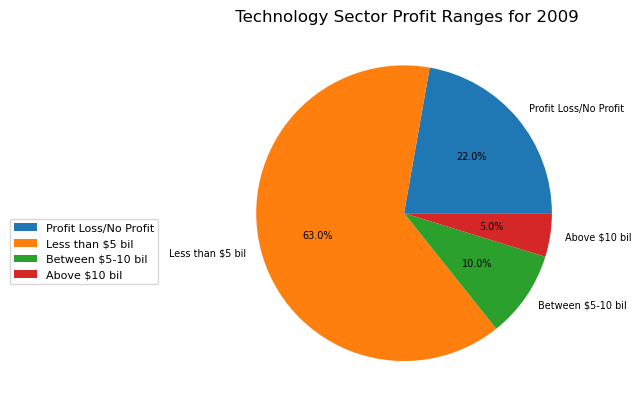 Technology Sector Profit Ranges for 2009
Profit Loss/No Profit
22.0%
63.0%
5.0%
Above $10 bil
Less than $5 bil
10.0%
Between $5-10 bil
Profit Loss/No Profit
Less than $5 bil
Between $5-10 bil
Above $10 bil